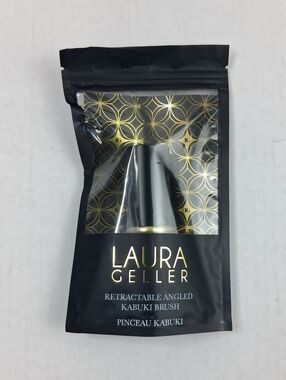 LAURA
GELLER
RETRACTABLE ANGLED
KABUKI BRUSH
PINCEAU KABUKI